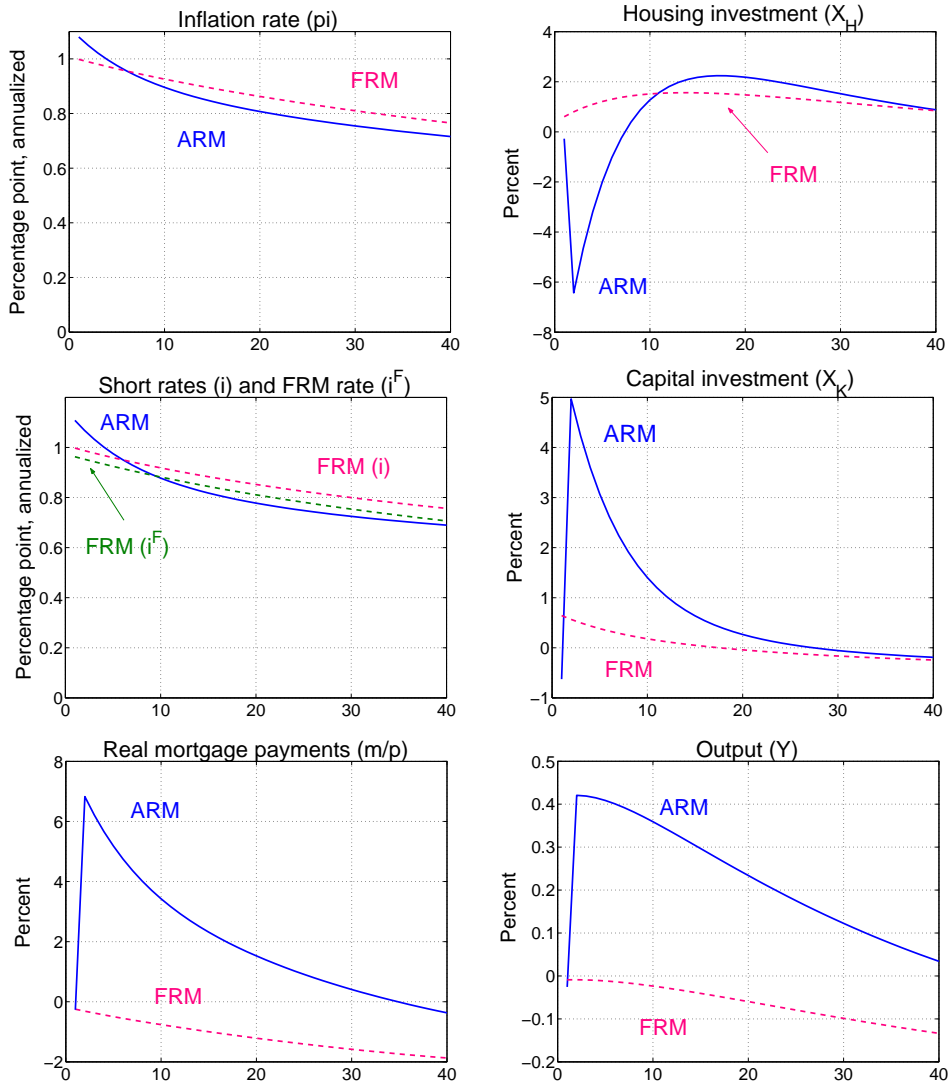 Inflation rate (pi)
Percentage point, annualized
1
0.8
0.6
0.4
0.2
0
0 10 20 30 40
FRM
ARM
Housing investment (X_H)
Percent
4
2
0
−2
−4
−6
−8
0 10 20 30 40
FRM
ARM
Short rates (i) and FRM rate (i^F)
Percentage point, annualized
1
0.8
0.6
0.4
0.2
0
0 10 20 30 40
ARM
FRM (i)
FRM (i^F)
Capital investment (X_K)
Percent
5
4
3
2
1
0
−1
0 10 20 30 40
ARM
FRM
Real mortgage payments (m/p)
Percent
8
6
4
2
0
−2
0 10 20 30 40
ARM
FRM
Output (Y)
Percent
0.5
0.4
0.3
0.2
0.1
0
−0.1
−0.2
0 10 20 30 40
ARM
FRM